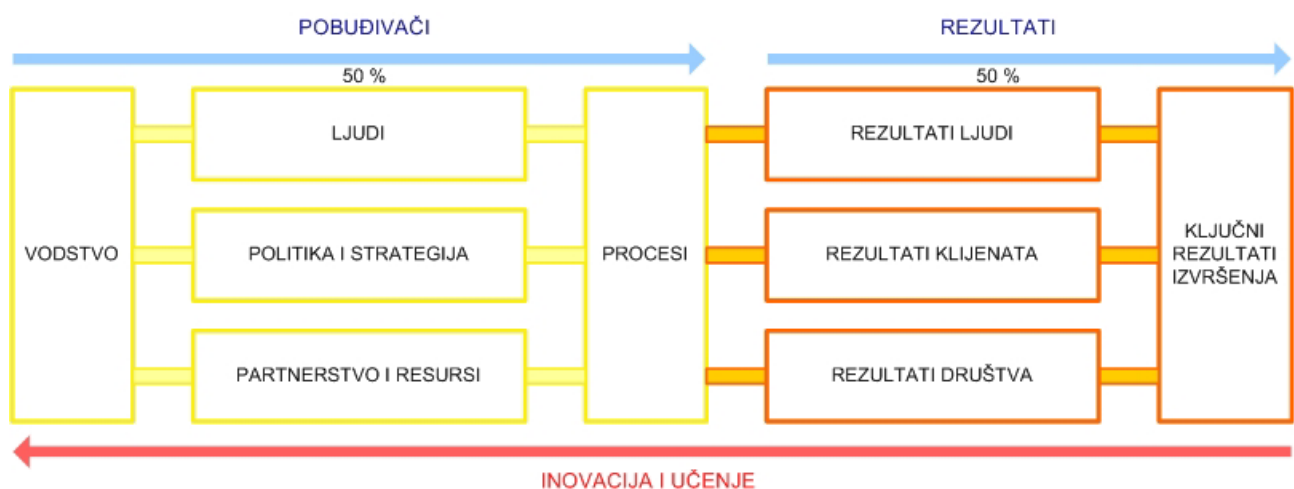 POBUĐIVAČI
REZULTATI
50 %
50 %
LJUDI
REZULTATI LJUDI
VODSTVO
POLITIKA I STRATEGIJA
PROCESI
REZULTATI KLIJENATA
KLJUČNI
REZULTATI
IZVRŠENJA
PARTNERSTVO I RESURSI
REZULTATI DRUŠTVA
INOVACIJA I UČENJE